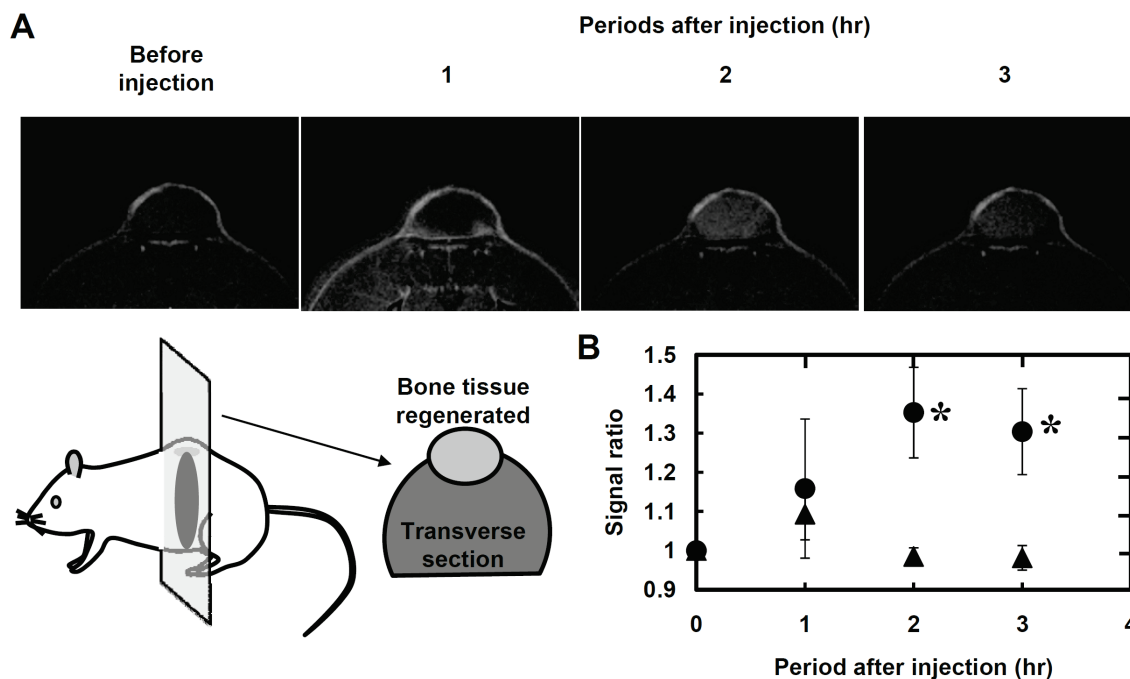 A
Periods after injection (hr)
Before
injection
1
2
3
Bone tissue
regenerated
Transverse
section
B
1.5
1.4
1.3
1.2
1.1
1
0.9
Signal ratio
*
*
0
1
2
3
4
Period after injection (hr)